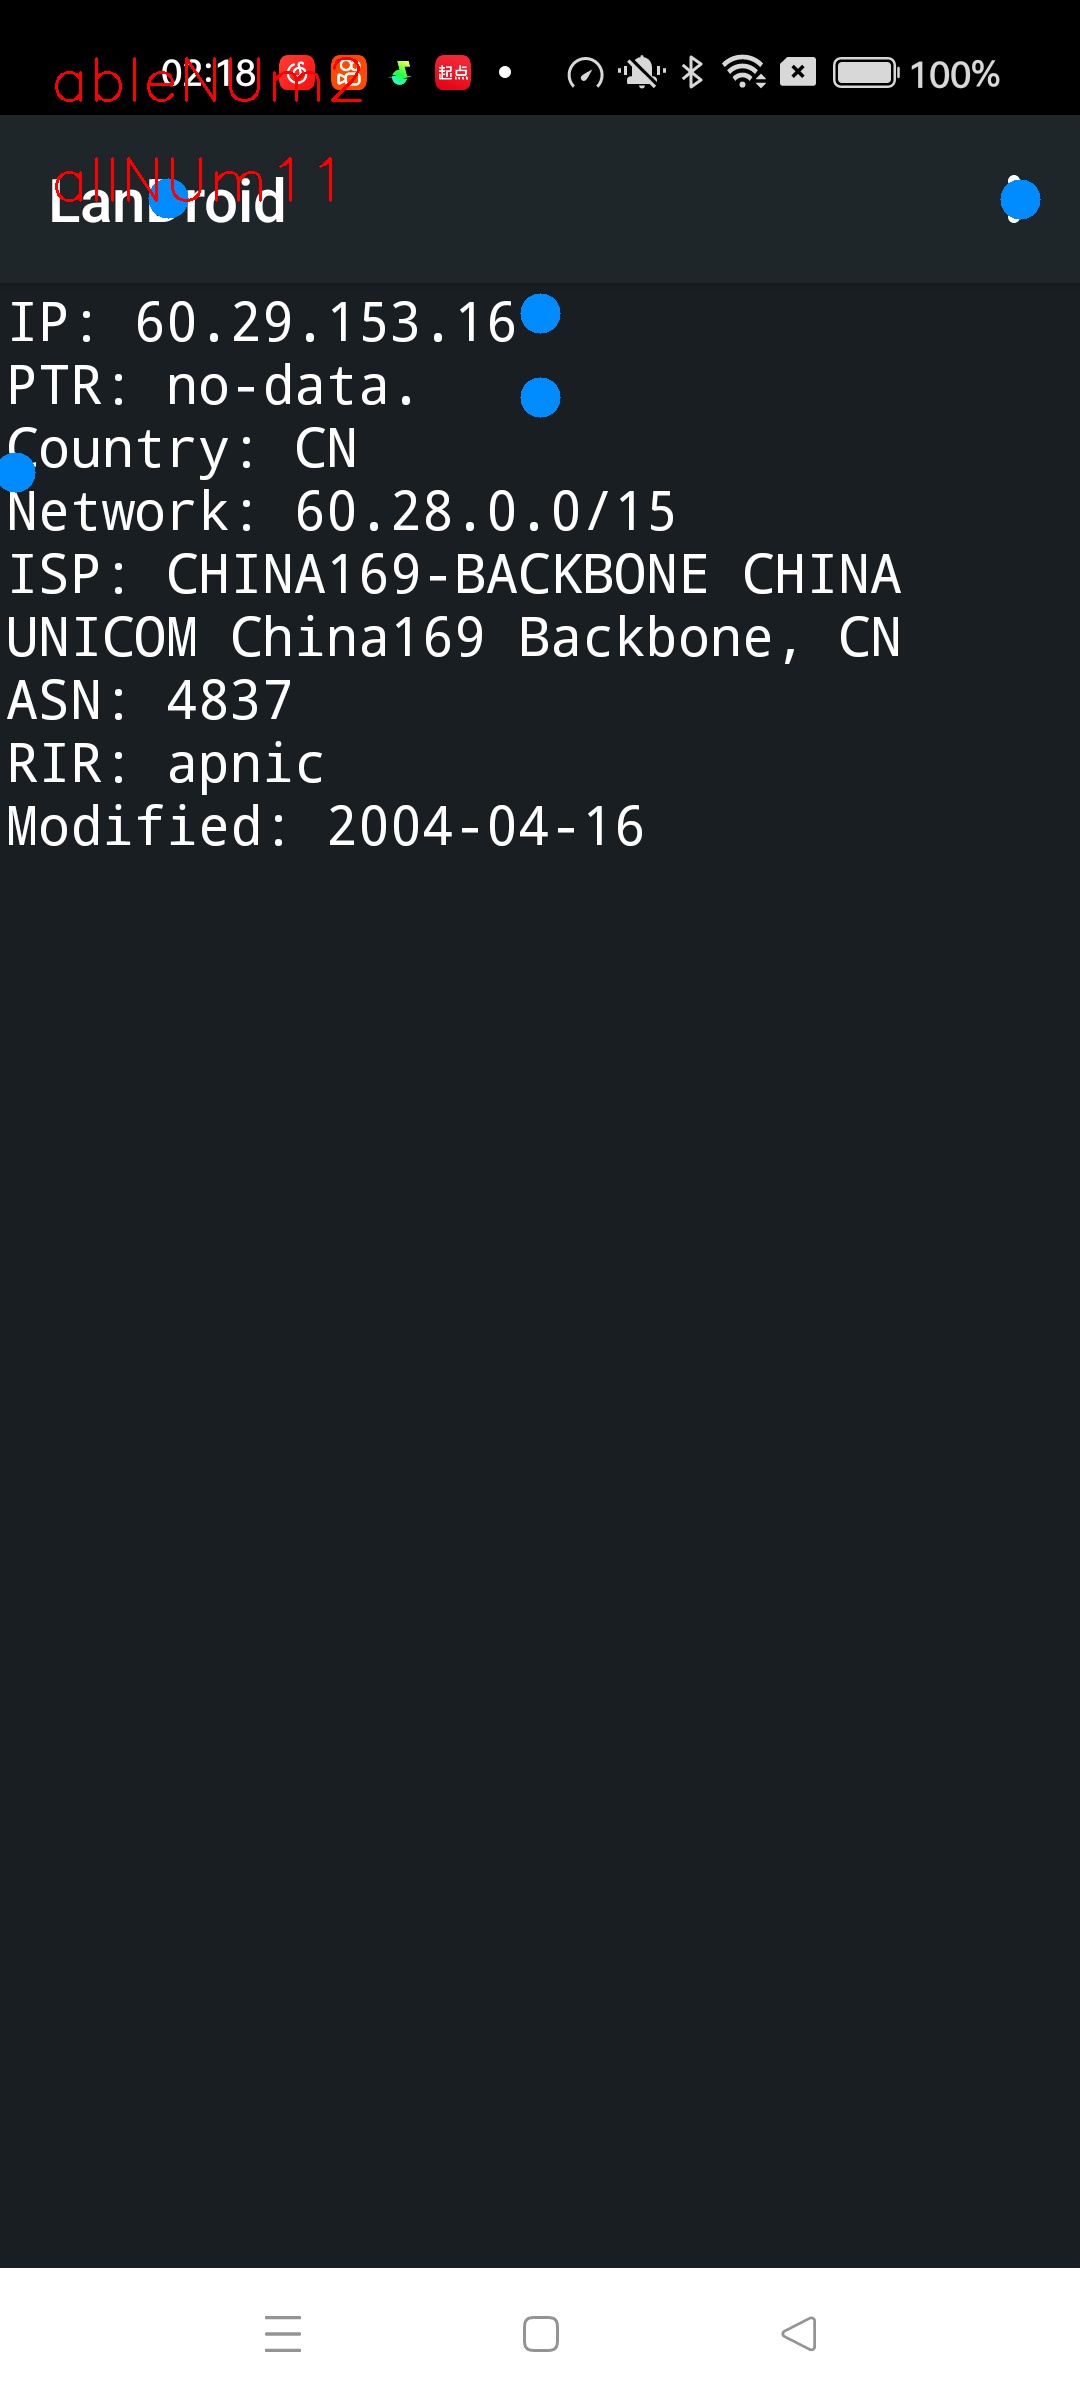 ableNUm2
02:18
起点
100%
allNUm11
LanDroid
IP: 60.29.153.16
PTR: no-data.
Country: CN
Network: 60.28.0.0/15
ISP: CHINA169-BACKBONE CHINA
UNICOM China169 Backbone, CN
ASN: 4837
RIR: apnic
Modified: 2004-04-16